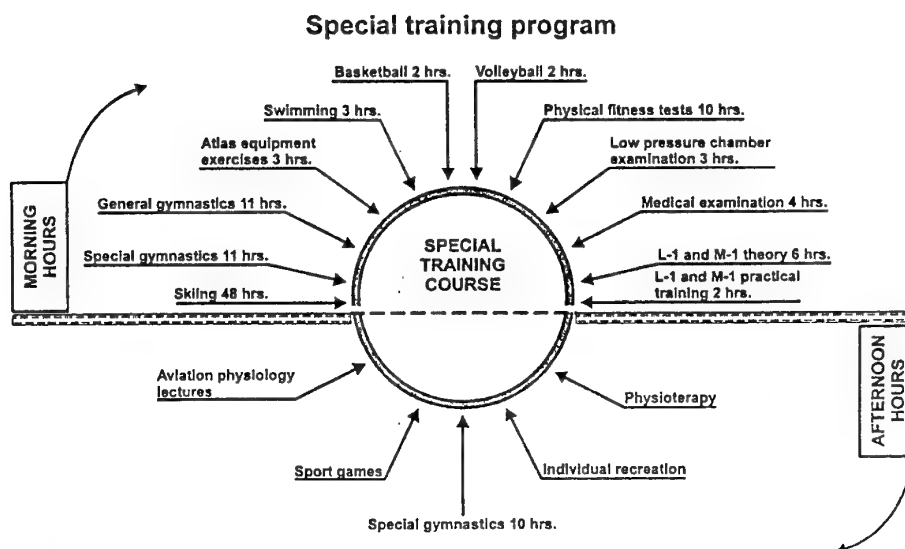 Special training program
Basketball 2 hrs.
Volleyball 2 hrs.
Swimming 3 hrs.
Physical fitness tests 10 hrs.
Atlas equipment
exercises 3 hrs.
Low pressure chamber
examination 3 hrs.
General gymnastics 11 hrs.
Medical examination 4 hrs.
MORNING
HOURS
SPECIAL
TRAINING
COURSE
Special gymnastics 11 hrs.
L-1 and M-1 theory 6 hrs.
Skiing 48 hrs.
L-1 and M-1 practical
training 2 hrs.
Aviation physiology
lectures
Physioterapy
AFTERNOON
HOURS
Sport games
Individual recreation
Special gymnastics 10 hrs.